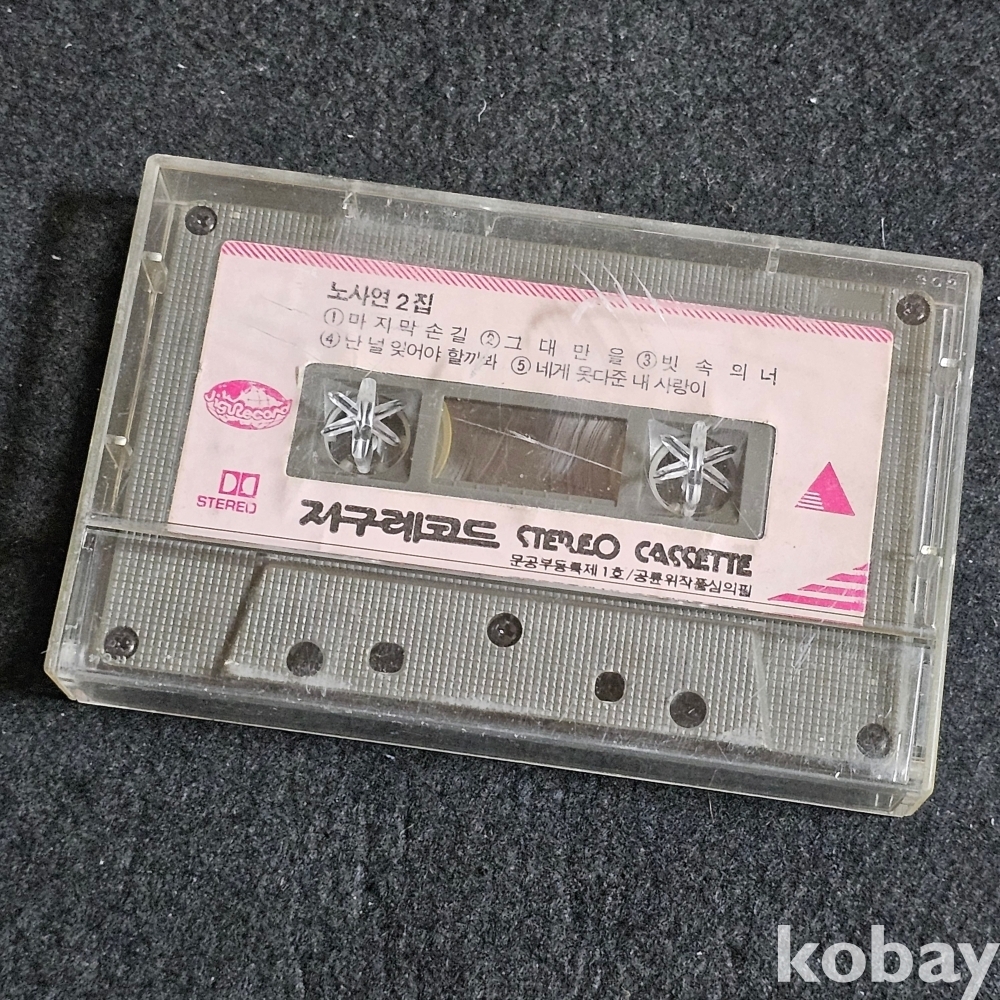 노사연 2 집
① 마 지 막 손 길 ② 그 대 만 을 ③ 빗 속 의 너
④ 난 널 잊어야 할까봐 ⑤ 네게 못다준 내 사랑이
JiguRecord
STEREO
지구레코드 STEREO CASSETTE
문공부등록제 1 호/공륜위작품심의필
kobay